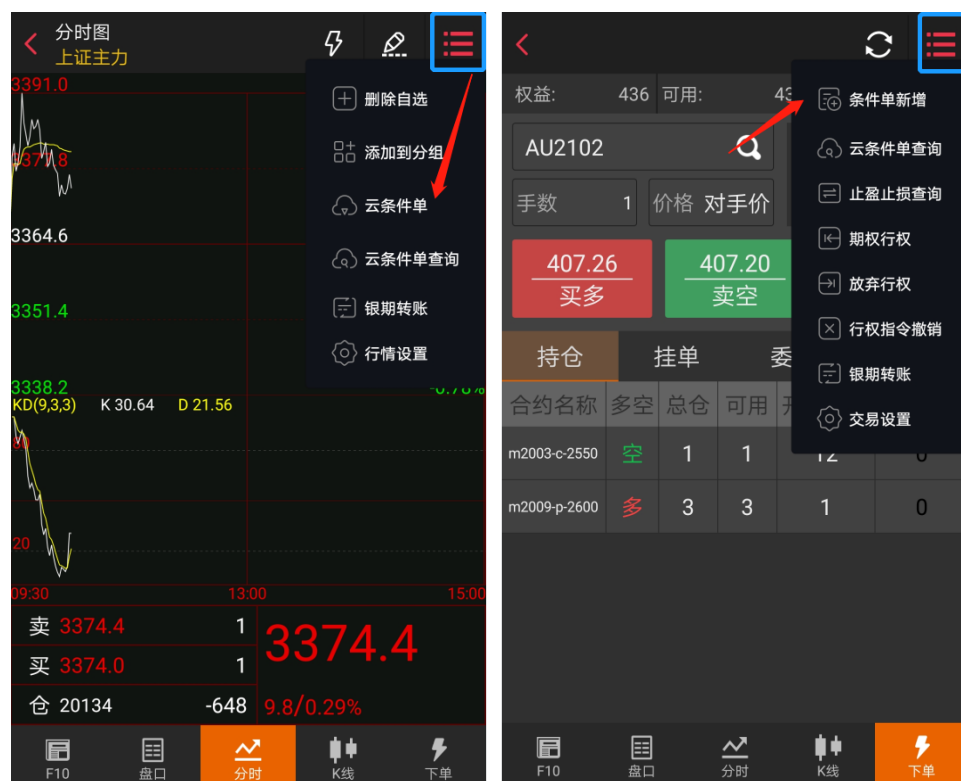 分时图
上证主力
3391.0
删除自选
添加到分组
3364.6
云条件单
云条件单查询
3351.4
银期转账
行情设置
3338.2
-0.76%
KD(9,3,3) K 30.64 D 21.56
20
09:30 13:00 15:00
卖 3374.4 1
3374.4
买 3374.0 1
仓 20134 -648
9.8/0.29%
F10 盘口 分时 K线 下单
权益: 436 可用:
条件单新增
AU2102
云条件单查询
手数 1 价格 对手价
止盈止损查询
期权行权
407.26
买多
407.20
卖空
放弃行权
行权指令撤销
持仓 挂单 委
银期转账
合约名称 多空 总仓 可用 开
交易设置
m2003-c-2550 空 1 1 12 0
m2009-p-2600 多 3 3 1 0
F10 盘口 分时 K线 下单